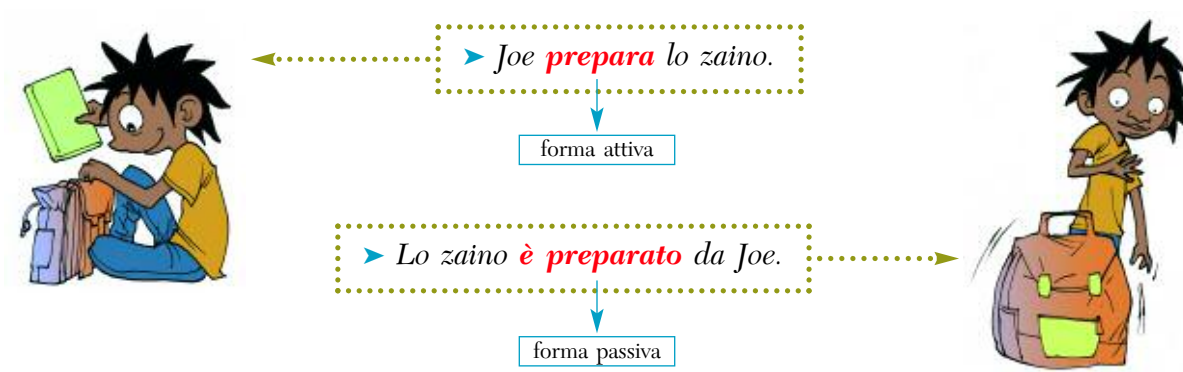 ➤ Joe prepara lo zaino.
forma attiva
➤ Lo zaino è preparato da Joe.
forma passiva